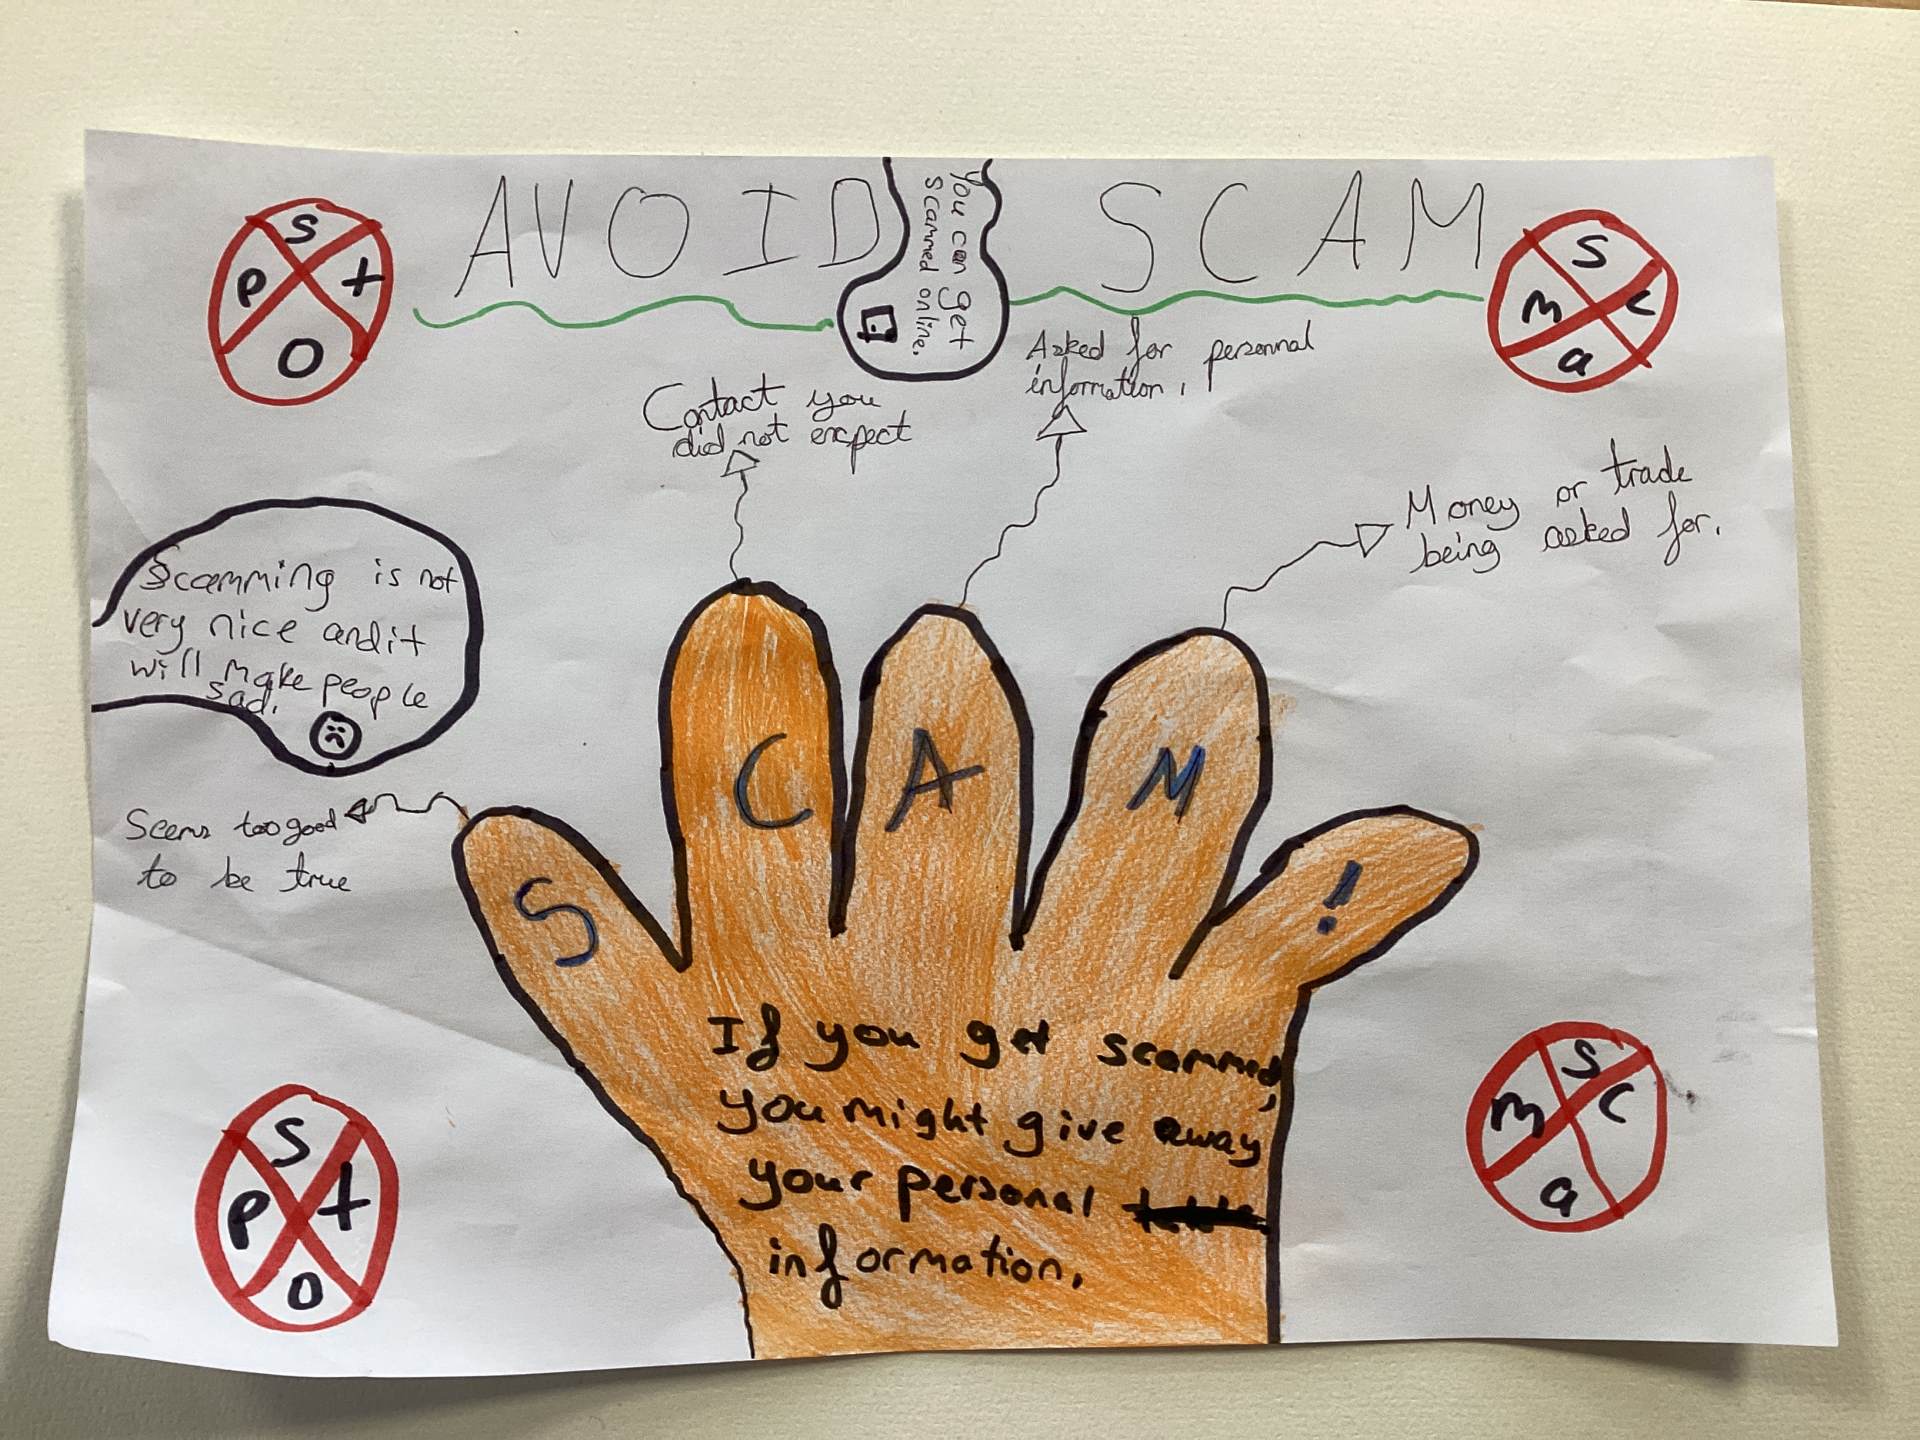 AVOID SCAM
You can get
scammed online.
S
P t
O
S
M C
a
Contact you
did not expect
Asked for personnal
information.
Money or trade
being asked for.
Scamming is not
very nice and it
will make people
sad.
Seems too good
to be true
S C A M !
If you get scammed,
you might give away
your personal
information.
S
P t
O
S
M C
a